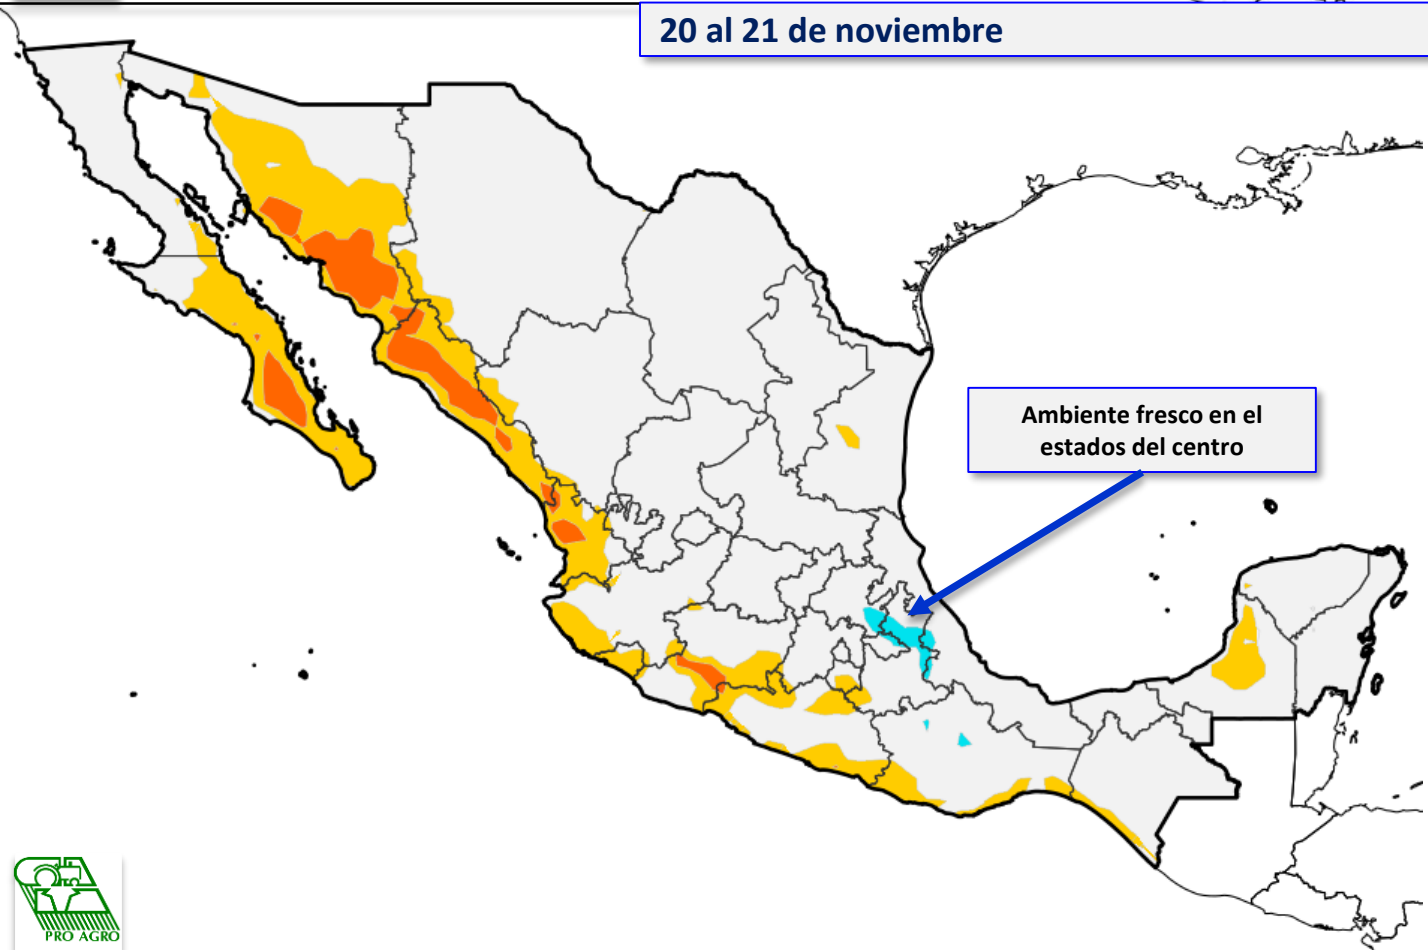 20 al 21 de noviembre
Ambiente fresco en el
estados del centro
PRO AGRO